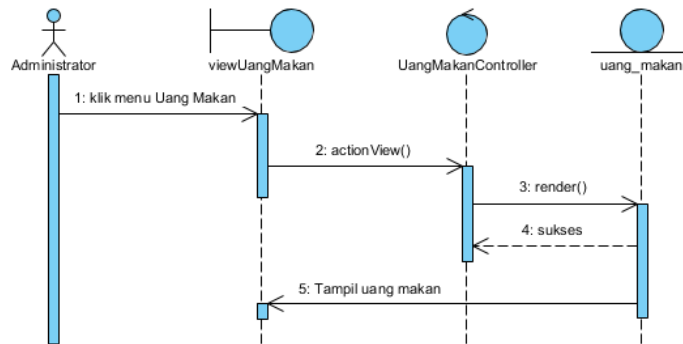 Administrator
viewUangMakan
UangMakanController
uang_makan
1: klik menu Uang Makan
2: actionView()
3: render()
4: sukses
5: Tampil uang makan